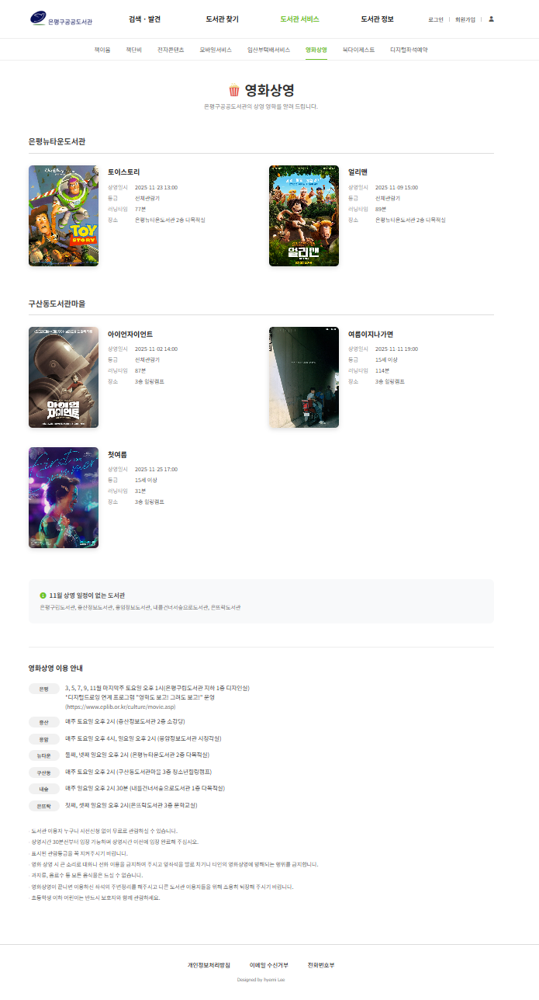 은평구공공도서관
검색 · 발견
도서관 찾기
도서관 서비스
도서관 정보
로그인
회원가입
책이음
책단비
전자콘텐츠
모바일서비스
임산부택배서비스
영화상영
북다이제스트
디지털좌석예약
영화상영
은평구공공도서관의 상영 영화를 알려 드립니다.
은평뉴타운도서관
TOY
STORY
토이스토리
상영일시 2025-11-23 13:00
등급 전체관람가
러닝타임 77분
장소 은평뉴타운도서관 2층 다목적실
얼리맨
얼리맨
상영일시 2025-11-09 15:00
등급 전체관람가
러닝타임 89분
장소 은평뉴타운도서관 2층 다목적실
구산동도서관마을
아이언
자이언트
아이언자이언트
상영일시 2025-11-02 14:00
등급 전체관람가
러닝타임 87분
장소 3층 힐링캠프
여름이지나가면
상영일시 2025-11-11 19:00
등급 15세 이상
러닝타임 114분
장소 3층 힐링캠프
첫여름
상영일시 2025-11-25 17:00
등급 15세 이상
러닝타임 31분
장소 3층 힐링캠프
11월 상영 일정이 없는 도서관
은평구립도서관, 증산정보도서관, 응암정보도서관, 내를건너서숲으로도서관, 은뜨락도서관
영화상영 이용 안내
은평 3, 5, 7, 9, 11월 마지막주 토요일 오후 1시(은평구립도서관 지하 1층 디자인실)
*디지털드로잉 연계 프로그램 "영화도 보고! 그려도 보고!" 운영
(https://www.eplib.or.kr/culture/movie.asp)
증산 매주 토요일 오후 2시 (증산정보도서관 2층 소강당)
응암 매주 토요일 오후 4시, 일요일 오후 2시 (응암정보도서관 시청각실)
뉴타운 둘째, 넷째 일요일 오후 2시 (은평뉴타운도서관 2층 다목적실)
구산동 매주 토요일 오후 2시 (구산동도서관마을 3층 청소년힐링캠프)
내숲 매주 일요일 오후 2시 30분 (내를건너서숲으로도서관 1층 다목적실)
은뜨락 첫째, 셋째 일요일 오후 2시(은뜨락도서관 3층 문화교실)
· 도서관 이용자 누구나 사전신청 없이 무료로 관람하실 수 있습니다.
· 상영시간 30분전부터 입장 가능하며 상영시간 이전에 입장 완료해 주십시오.
· 표시된 관람등급을 꼭 지켜주시기 바랍니다.
· 영화 상영 시 큰 소리로 대화나 전화 이용을 금지하여 주시고 앞좌석을 발로 차거나 타인의 영화상영에 방해되는 행위를 금지합니다.
· 과자류, 음료수 등 모든 음식물은 드실 수 없습니다.
· 영화상영이 끝나면 이용하신 좌석의 주변정리를 해주시고 다른 도서관 이용자들을 위해 조용히 퇴장해 주시기 바랍니다.
· 초등학생 이하 어린이는 반드시 보호자와 함께 관람하세요.
개인정보처리방침
이메일 수신거부
전화번호부
Designed by hyemi Lee